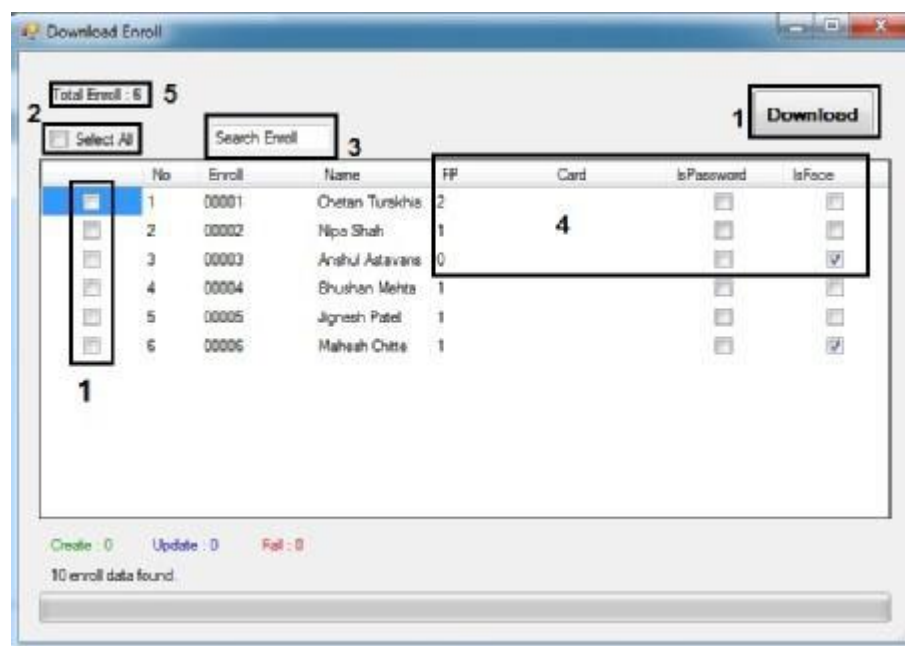 Download Enroll
Total Enroll : 6 5
2
Select All Search Enroll 3 1 Download
No Enroll Name FP Card IsPassword IsFace
1 00001 Chetan Turakhia 2
2 00002 Nipa Shah 1 4
3 00003 Anshul Astavans 0
4 00004 Bhushan Mehta 1
5 00005 Jignesh Patel 1
6 00006 Mahesh Chitte 1
1
Create : 0 Update : 0 Fail : 0
10 enroll data found.